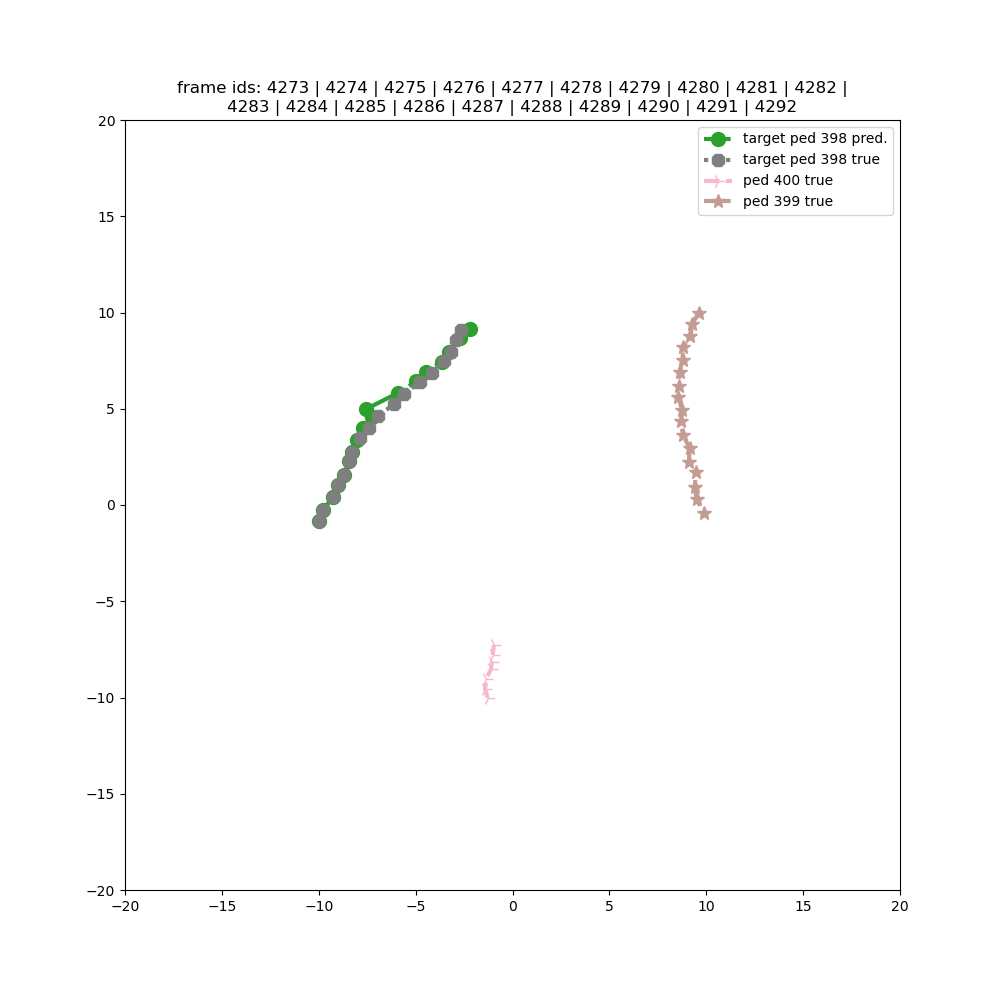 frame ids: 4273 | 4274 | 4275 | 4276 | 4277 | 4278 | 4279 | 4280 | 4281 | 4282 |
4283 | 4284 | 4285 | 4286 | 4287 | 4288 | 4289 | 4290 | 4291 | 4292
target ped 398 pred.
target ped 398 true
ped 400 true
ped 399 true
20
15
10
5
0
−5
−10
−15
−20
−20 −15 −10 −5 0 5 10 15 20